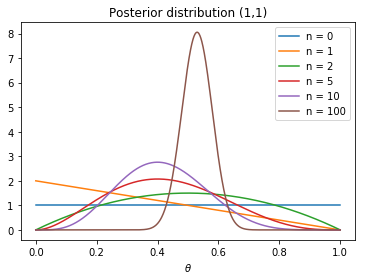 Posterior distribution (1,1)
8
7
6
5
4
3
2
1
0
n = 0
n = 1
n = 2
n = 5
n = 10
n = 100
0.0 0.2 0.4 0.6 0.8 1.0
θ